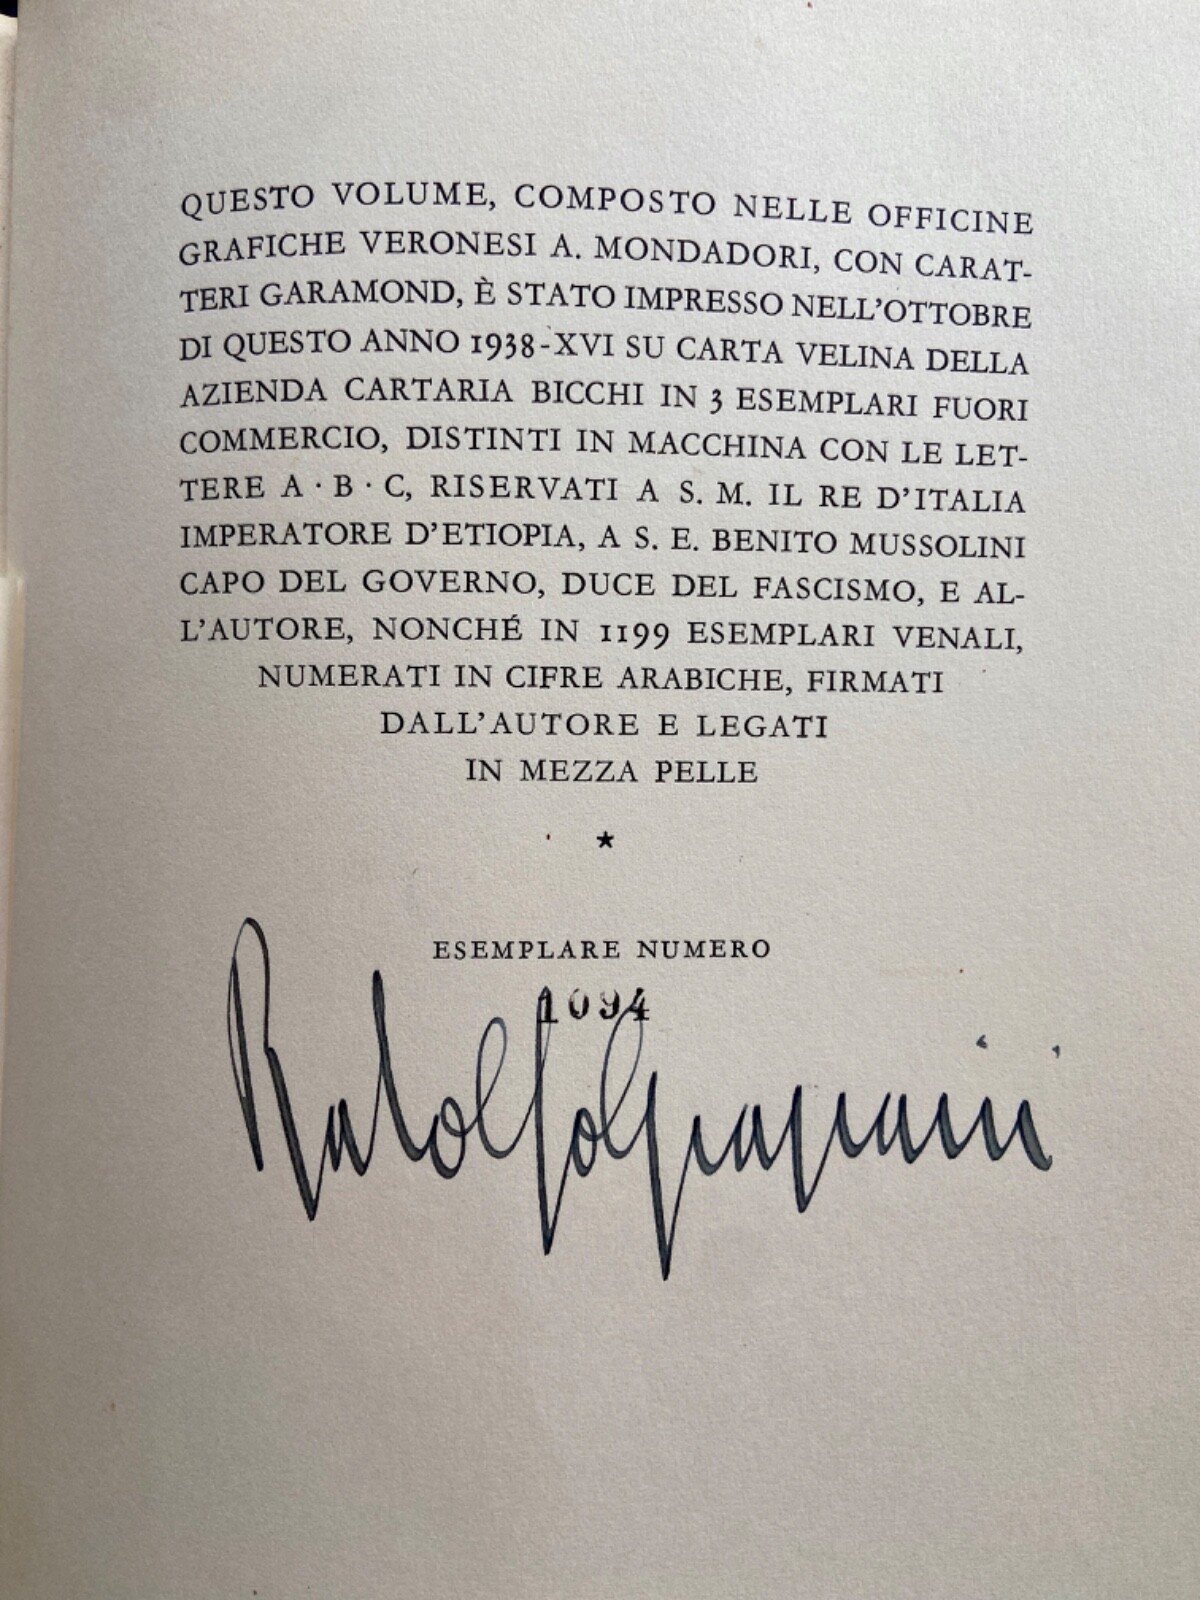 QUESTO VOLUME, COMPOSTO NELLE OFFICINE
GRAFICHE VERONESI A. MONDADORI, CON CARAT-
TERI GARAMOND, È STATO IMPRESSO NELL'OTTOBRE
DI QUESTO ANNO 1938-XVI SU CARTA VELINA DELLA
AZIENDA CARTARIA BICCHI IN 3 ESEMPLARI FUORI
COMMERCIO, DISTINTI IN MACCHINA CON LE LET-
TERE A · B · C, RISERVATI A S. M. IL RE D'ITALIA
IMPERATORE D'ETIOPIA, A S. E. BENITO MUSSOLINI
CAPO DEL GOVERNO, DUCE DEL FASCISMO, E AL-
L'AUTORE, NONCHÉ IN 1199 ESEMPLARI VENALI,
NUMERATI IN CIFRE ARABICHE, FIRMATI
DALL'AUTORE E LEGATI
IN MEZZA PELLE
★
ESEMPLARE NUMERO
1094